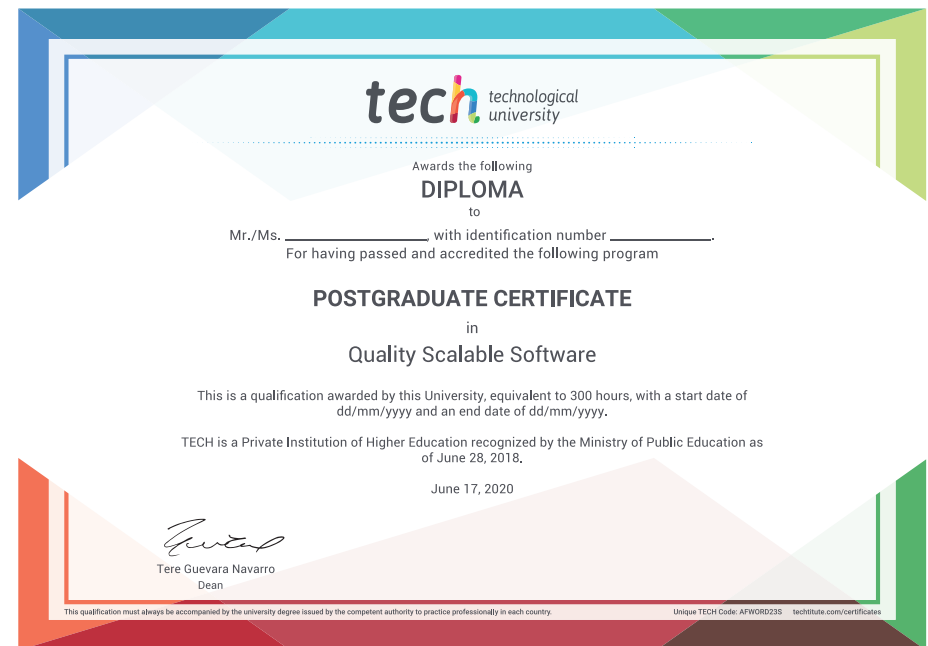 tech technological
university
Awards the following
DIPLOMA
to
Mr./Ms. ____________________, with identification number ______________.
For having passed and accredited the following program
POSTGRADUATE CERTIFICATE
in
Quality Scalable Software
This is a qualification awarded by this University, equivalent to 300 hours, with a start date of
dd/mm/yyyy and an end date of dd/mm/yyyy.
TECH is a Private Institution of Higher Education recognized by the Ministry of Public Education as
of June 28, 2018.
June 17, 2020
Tere Guevara Navarro
Dean
This qualification must always be accompanied by the university degree issued by the competent authority to practice professionally in each country.
Unique TECH Code: AFWORD23S techtitute.com/certificates